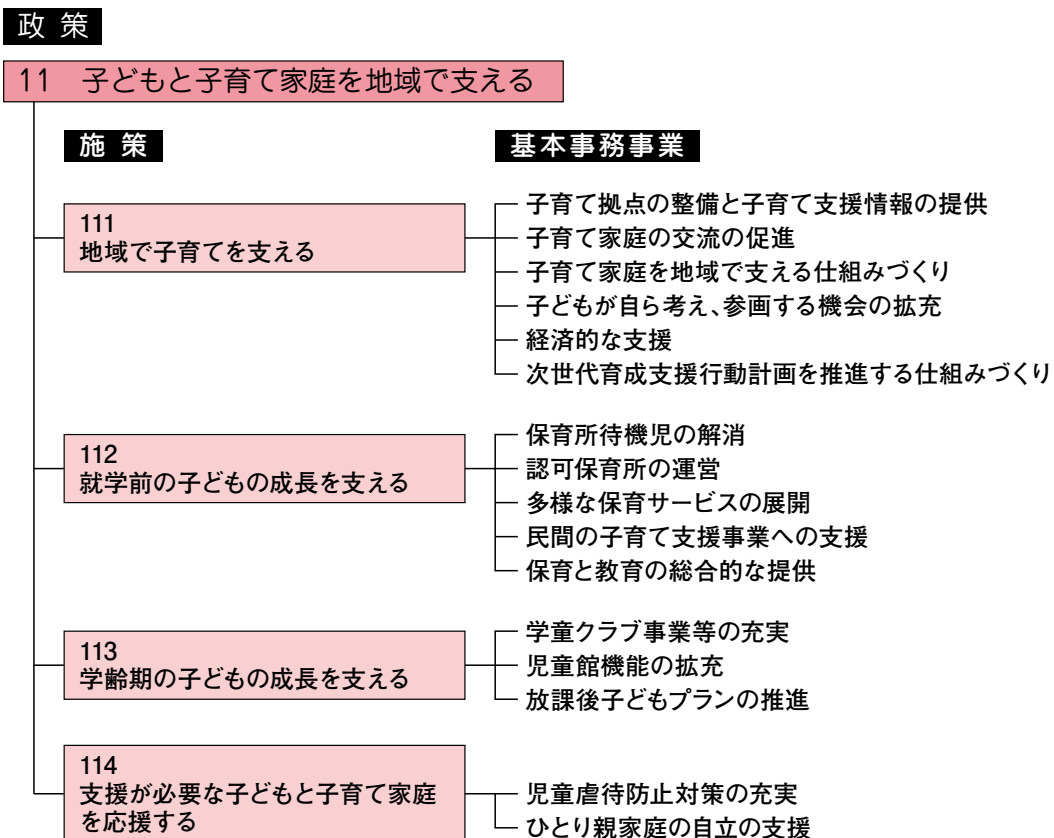 政 策
11 子どもと子育て家庭を地域で支える
施 策
基本事務事業
111
地域で子育てを支える
子育て拠点の整備と子育て支援情報の提供
子育て家庭の交流の促進
子育て家庭を地域で支える仕組みづくり
子どもが自ら考え、参画する機会の拡充
経済的な支援
次世代育成支援行動計画を推進する仕組みづくり
112
就学前の子どもの成長を支える
保育所待機児の解消
認可保育所の運営
多様な保育サービスの展開
民間の子育て支援事業への支援
保育と教育の総合的な提供
113
学齢期の子どもの成長を支える
学童クラブ事業等の充実
児童館機能の拡充
放課後子どもプランの推進
114
支援が必要な子どもと子育て家庭
を応援する
児童虐待防止対策の充実
ひとり親家庭の自立の支援